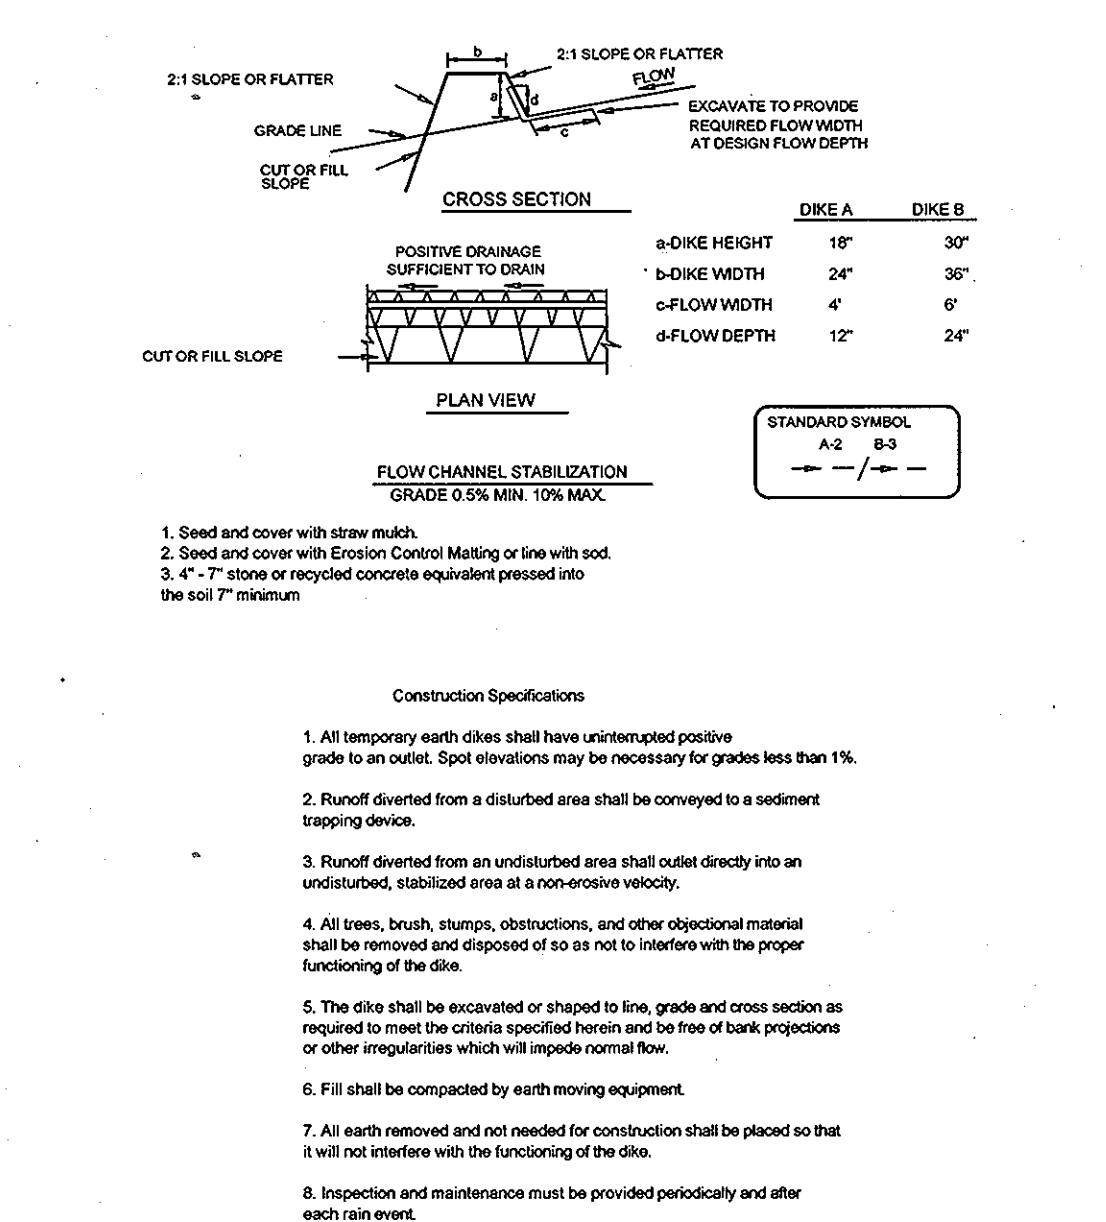 b
2:1 SLOPE OR FLATTER
2:1 SLOPE OR FLATTER
FLOW
a
d
EXCAVATE TO PROVIDE
REQUIRED FLOW WIDTH
AT DESIGN FLOW DEPTH
GRADE LINE
c
CUT OR FILL
SLOPE
CROSS SECTION
DIKE A DIKE B
a-DIKE HEIGHT 18" 30"
b-DIKE WIDTH 24" 36"
c-FLOW WIDTH 4' 6'
d-FLOW DEPTH 12" 24"
POSITIVE DRAINAGE
SUFFICIENT TO DRAIN
CUT OR FILL SLOPE
PLAN VIEW
STANDARD SYMBOL
A-2 B-3
FLOW CHANNEL STABILIZATION
GRADE 0.5% MIN. 10% MAX.
1. Seed and cover with straw mulch.
2. Seed and cover with Erosion Control Matting or line with sod.
3. 4" - 7" stone or recycled concrete equivalent pressed into
the soil 7" minimum
Construction Specifications
1. All temporary earth dikes shall have uninterrupted positive
grade to an outlet. Spot elevations may be necessary for grades less than 1%.
2. Runoff diverted from a disturbed area shall be conveyed to a sediment
trapping device.
3. Runoff diverted from an undisturbed area shall outlet directly into an
undisturbed, stabilized area at a non-erosive velocity.
4. All trees, brush, stumps, obstructions, and other objectional material
shall be removed and disposed of so as not to interfere with the proper
functioning of the dike.
5. The dike shall be excavated or shaped to line, grade and cross section as
required to meet the criteria specified herein and be free of bank projections
or other irregularities which will impede normal flow.
6. Fill shall be compacted by earth moving equipment.
7. All earth removed and not needed for construction shall be placed so that
it will not interfere with the functioning of the dike.
8. Inspection and maintenance must be provided periodically and after
each rain event.